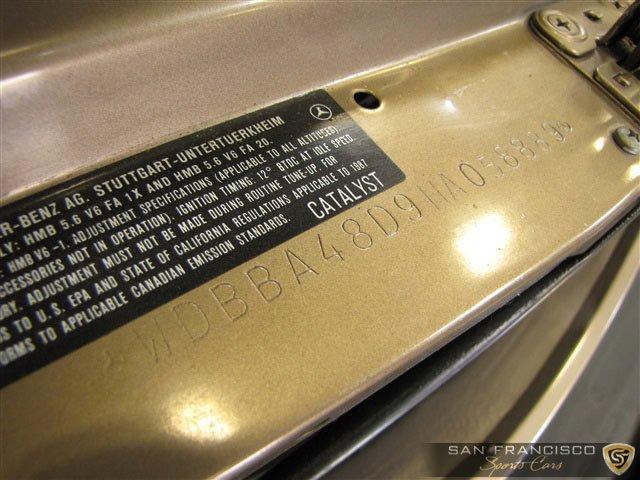 R-BENZ AG. STUTTGART-UNTERTUERKHEIM
LY: HMB 5.6 V6 FA 1X AND HMB 5.6 V6 FA 20.
HMB V6-1. ADJUSTMENT SPECIFICATIONS (APPLICABLE TO ALL ALTITUDES)
ACCESSORIES NOT IN OPERATION). IGNITION TIMING: 12° BTDC AT IDLE SPEED.
RY. ADJUSTMENT MUST NOT BE MADE DURING ROUTINE TUNE-UP. FOR
S TO U.S. EPA AND STATE OF CALIFORNIA REGULATIONS APPLICABLE TO 1987
ORMS TO APPLICABLE CANADIAN EMISSION STANDARDS.
CATALYST
WDBBA48D9HA056889
SAN FRANCISCO
Sports Cars